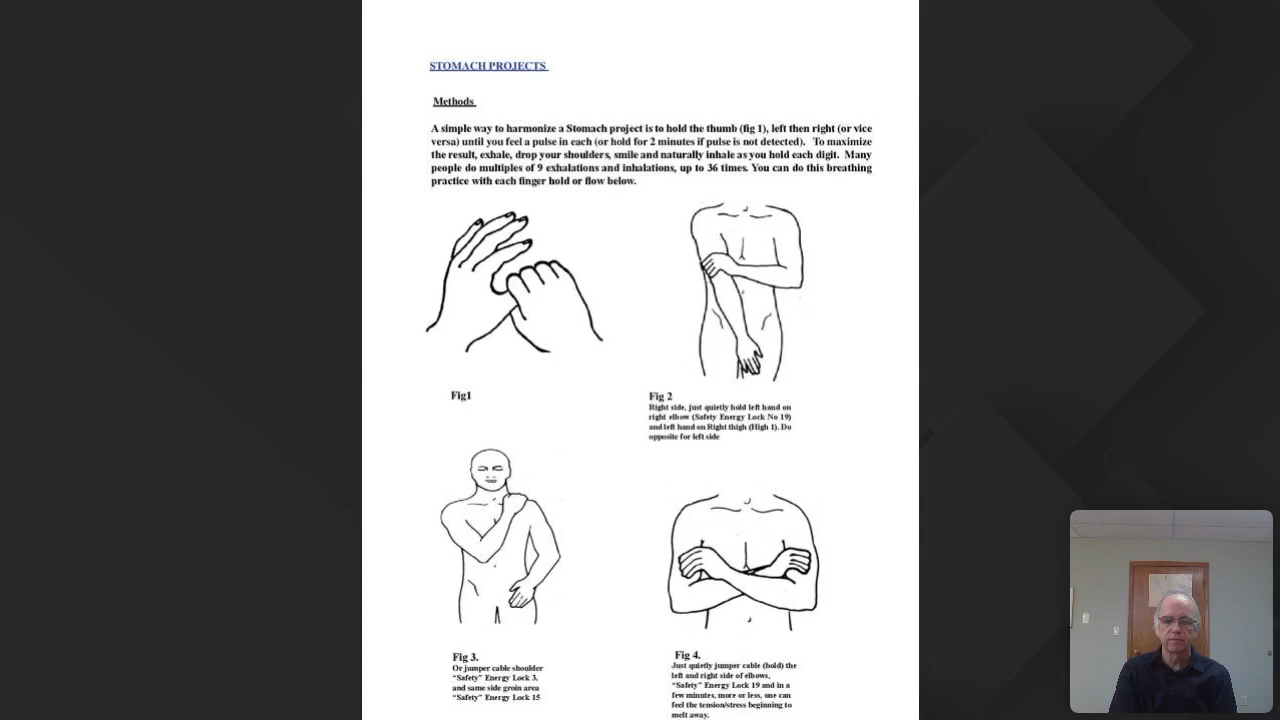 STOMACH PROJECTS
Methods
A simple way to harmonize a Stomach project is to hold the thumb (fig 1), left then right (or vice
versa) until you feel a pulse in each (or hold for 2 minutes if pulse is not detected). To maximize
the result, exhale, drop your shoulders, smile and naturally inhale as you hold each digit. Many
people do multiples of 9 exhalations and inhalations, up to 36 times. You can do this breathing
practice with each finger hold or flow below.
Fig1
Fig 2
Right side, just quietly hold left hand on
right elbow (Safety Energy Lock No 19)
and left hand on Right thigh (High 1). Do
opposite for left side
Fig 3.
Or jumper cable shoulder
“Safety” Energy Lock 3,
and same side groin area
“Safety” Energy Lock 15
Fig 4.
Just quietly jumper cable (hold) the
left and right side of elbows,
“Safety” Energy Lock 19 and in a
few minutes, more or less, one can
feel the tension/stress beginning to
melt away.